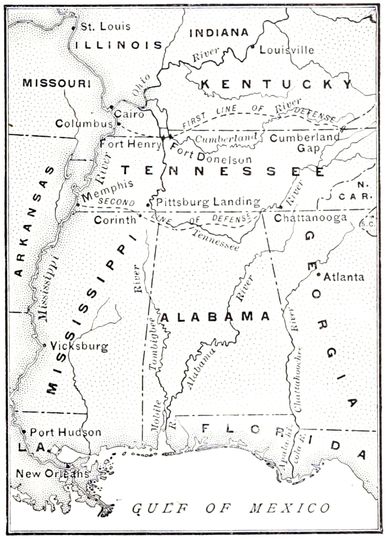 St. Louis
ILLINOIS
INDIANA
River
Louisville
MISSOURI
Ohio
KENTUCKY
Cairo
Columbus
FIRST LINE OF DEFENSE
River
Fort Henry
Cumberland
Cumberland
Gap
Fort Donelson
TENNESSEE
ARKANSAS
River
Memphis
SECOND LINE OF DEFENSE
Pittsburg Landing
River
N.
CAR.
S.C.
Corinth
Chattanooga
Tennessee
Mississippi
MISSISSIPPI
River
River
GEORGIA
Atlanta
ALABAMA
Tombigbee
Alabama
River
Chattahoochee
Vicksburg
Mobile
R.
Port Hudson
FLORIDA
LA.
New Orleans
GULF OF MEXICO